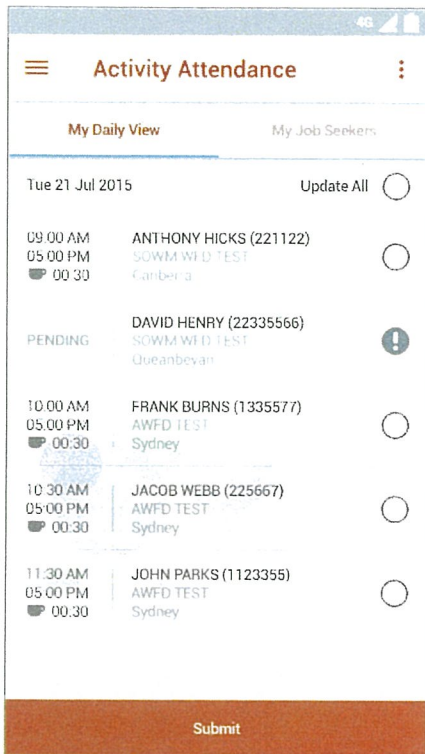 4G
Activity Attendance
My Daily View
My Job Seekers
Tue 21 Jul 2015
Update All
09.00 AM
ANTHONY HICKS (221122)
05.00 PM
SOWM WFD TEST
00:30
Canberra
DAVID HENRY (22335566)
PENDING
SOWM WFD TEST
Queanbeyan
10.00 AM
FRANK BURNS (1335577)
05.00 PM
AWFD TEST
00:30
Sydney
10:30 AM
JACOB WEBB (225667)
05:00 PM
AWFD TEST
00:30
Sydney
11:30 AM
JOHN PARKS (1123355)
05.00 PM
AWFD TEST
00.30
Sydney
Submit